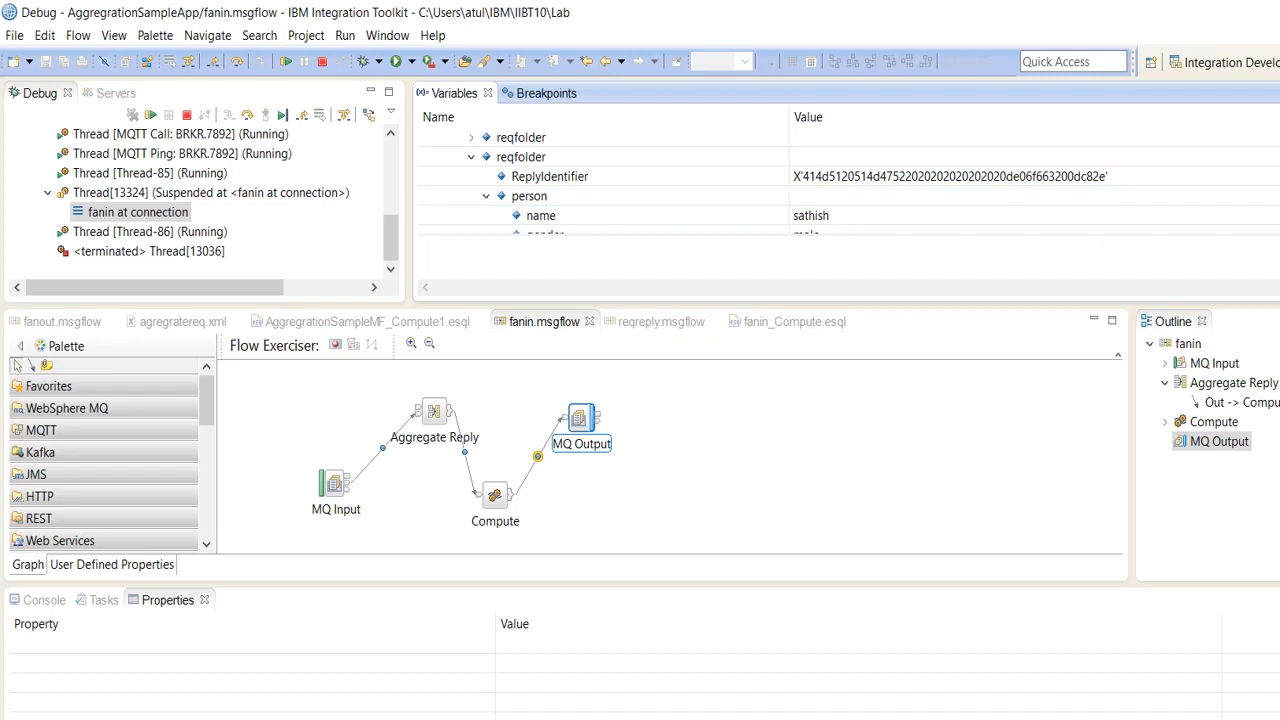 Debug - AggregrationSampleApp/fanin.msgflow - IBM Integration Toolkit - C:\Users\atul\IBM\IIBT10\Lab
File Edit Flow View Palette Navigate Search Project Run Window Help
Quick Access
Integration Develo
Debug Servers
Thread [MQTT Call: BRKR.7892] (Running)
Thread [MQTT Ping: BRKR.7892] (Running)
Thread [Thread-85] (Running)
Thread[13324] (Suspended at <fanin at connection>)
fanin at connection
Thread [Thread-86] (Running)
<terminated> Thread[13036]
(x)= Variables Breakpoints
Name Value
reqfolder
reqfolder
ReplyIdentifier X'414d5120514d4752202020202020202020de06f663200dc82e'
person
name sathish
gender male
fanout.msgflow agregratereq.xml AggregrationSampleMF_Compute1.esql fanin.msgflow reqreply.msgflow fanin_Compute.esql
Palette
Favorites
WebSphere MQ
MQTT
Kafka
JMS
HTTP
REST
Web Services
Graph User Defined Properties
Flow Exerciser:
Aggregate Reply
MQ Output
MQ Input
Compute
Outline
fanin
MQ Input
Aggregate Reply
Out -> Compu
Compute
MQ Output
Console Tasks Properties
Property Value